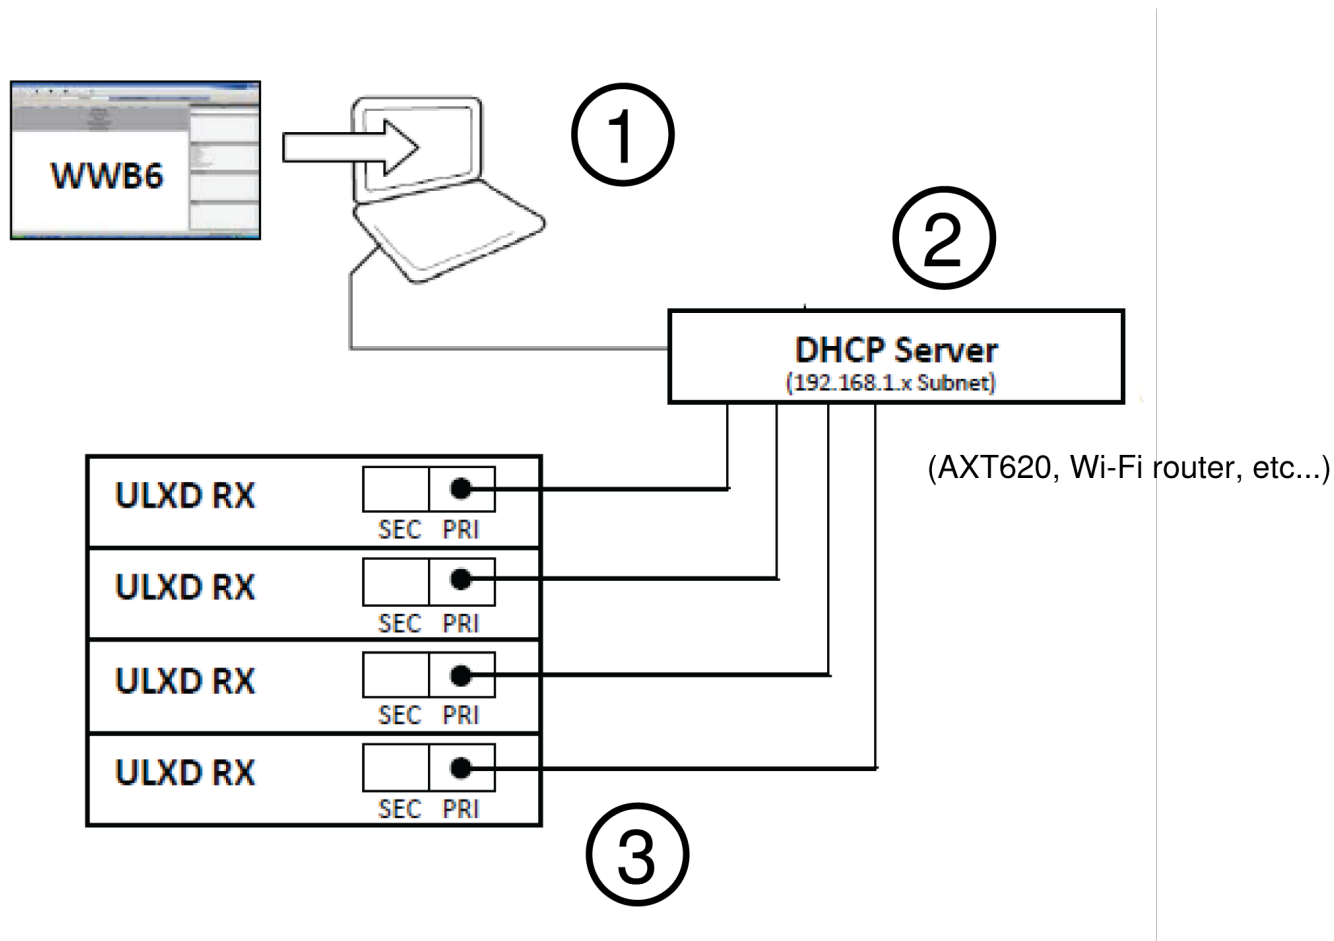 WWB6
1
2
DHCP Server
(192.168.1.x Subnet)
(AXT620, Wi-Fi router, etc...)
ULXD RX
SEC PRI
ULXD RX
SEC PRI
ULXD RX
SEC PRI
ULXD RX
SEC PRI
3